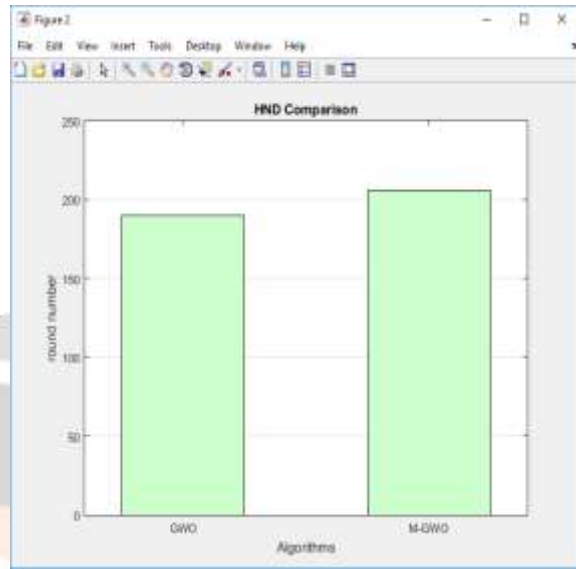 Figure 2
File Edit View Insert Tools Desktop Window Help
HND Comparison
250
200
150
100
50
0
round number
GWO M-GWO
Algorithms